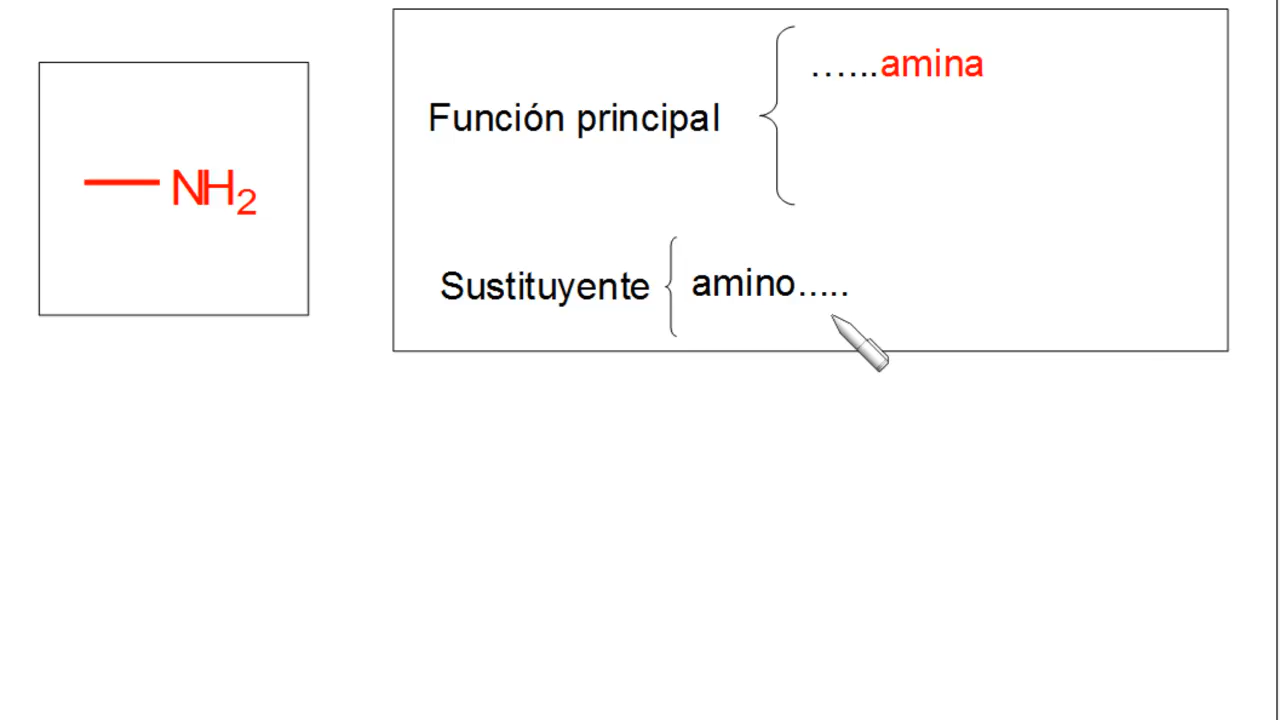 —NH₂
Función principal
……amina
Sustituyente
amino.....